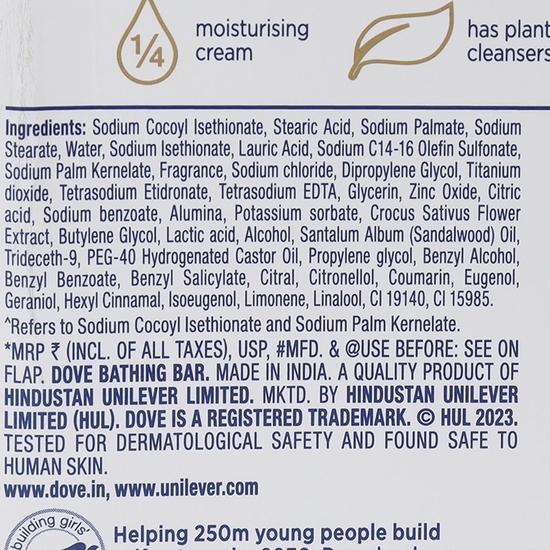 1/4
moisturising
cream
has plant
cleansers
Ingredients: Sodium Cocoyl Isethionate, Stearic Acid, Sodium Palmate, Sodium
Stearate, Water, Sodium Isethionate, Lauric Acid, Sodium C14-16 Olefin Sulfonate,
Sodium Palm Kernelate, Fragrance, Sodium chloride, Dipropylene Glycol, Titanium
dioxide, Tetrasodium Etidronate, Tetrasodium EDTA, Glycerin, Zinc Oxide, Citric
acid, Sodium benzoate, Alumina, Potassium sorbate, Crocus Sativus Flower
Extract, Butylene Glycol, Lactic acid, Alcohol, Santalum Album (Sandalwood) Oil,
Trideceth-9, PEG-40 Hydrogenated Castor Oil, Propylene glycol, Benzyl Alcohol,
Benzyl Benzoate, Benzyl Salicylate, Citral, Citronellol, Coumarin, Eugenol,
Geraniol, Hexyl Cinnamal, Isoeugenol, Limonene, Linalool, CI 19140, CI 15985.
^Refers to Sodium Cocoyl Isethionate and Sodium Palm Kernelate.
*MRP ₹ (INCL. OF ALL TAXES), USP, #MFD. & @USE BEFORE: SEE ON
FLAP. DOVE BATHING BAR. MADE IN INDIA. A QUALITY PRODUCT OF
HINDUSTAN UNILEVER LIMITED. MKTD. BY HINDUSTAN UNILEVER
LIMITED (HUL). DOVE IS A REGISTERED TRADEMARK. © HUL 2023.
TESTED FOR DERMATOLOGICAL SAFETY AND FOUND SAFE TO
HUMAN SKIN.
www.dove.in, www.unilever.com
building girls'
Helping 250m young people build